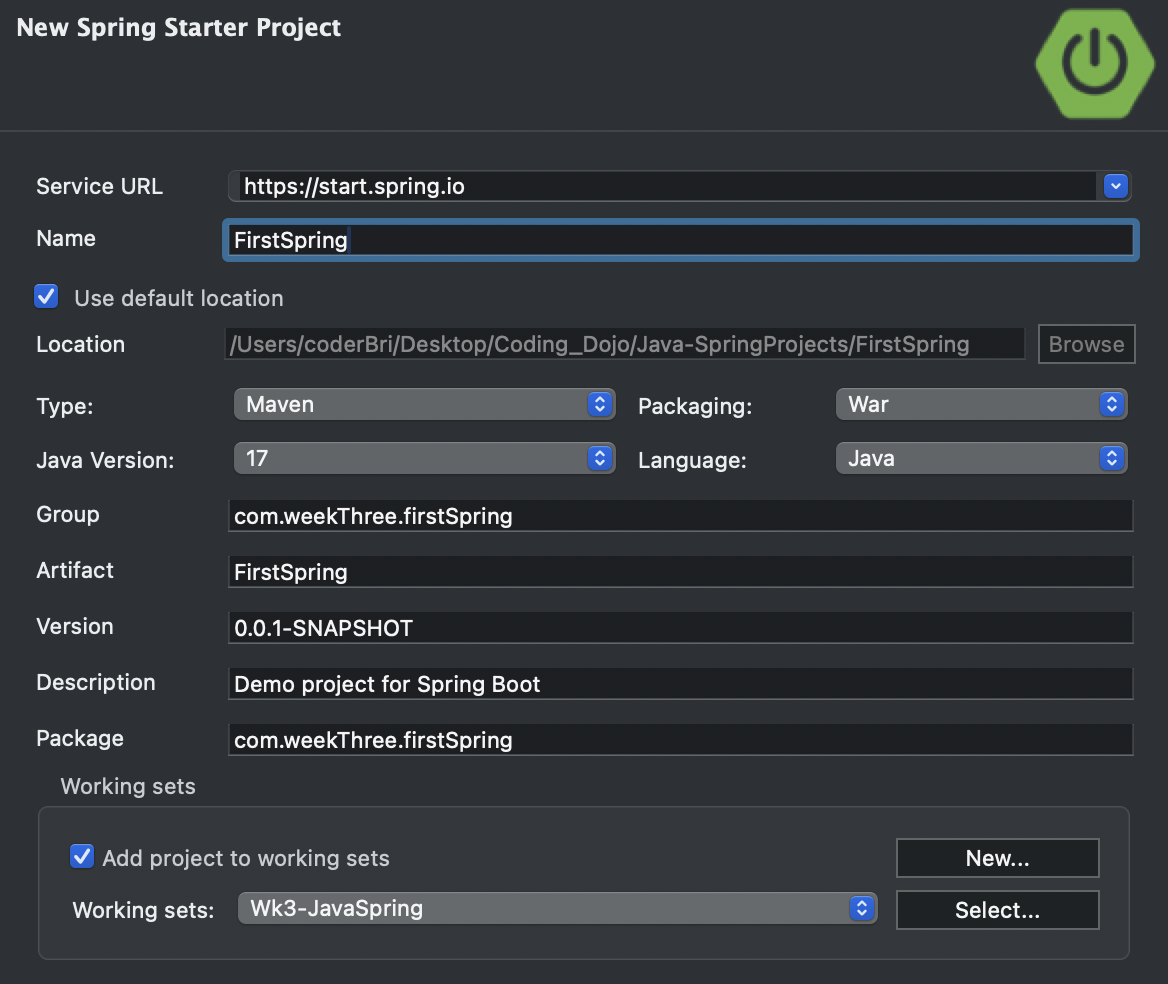 New Spring Starter Project
Service URL https://start.spring.io
Name FirstSpring
Use default location
Location /Users/coderBri/Desktop/Coding_Dojo/Java-SpringProjects/FirstSpring Browse
Type: Maven Packaging: War
Java Version: 17 Language: Java
Group com.weekThree.firstSpring
Artifact FirstSpring
Version 0.0.1-SNAPSHOT
Description Demo project for Spring Boot
Package com.weekThree.firstSpring
Working sets
Add project to working sets New...
Working sets: Wk3-JavaSpring Select...